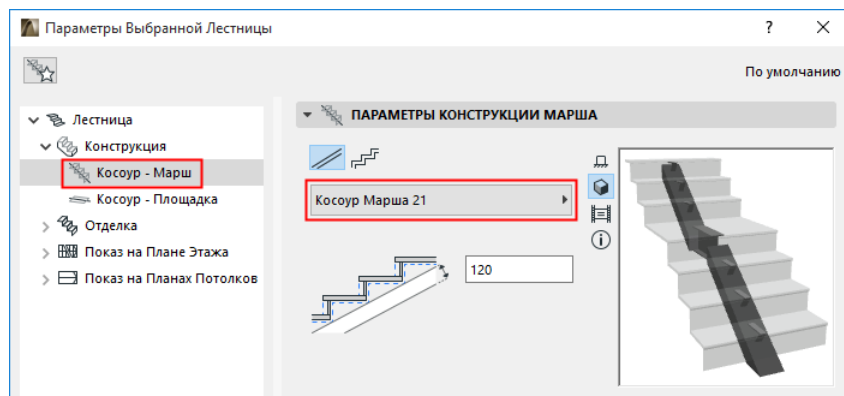 Параметры Выбранной Лестницы
?
По умолчанию
Лестница
Конструкция
Косоур - Марш
Косоур - Площадка
Отделка
Показ на Плане Этажа
Показ на Планах Потолков
ПАРАМЕТРЫ КОНСТРУКЦИИ МАРША
Косоур Марша 21
120